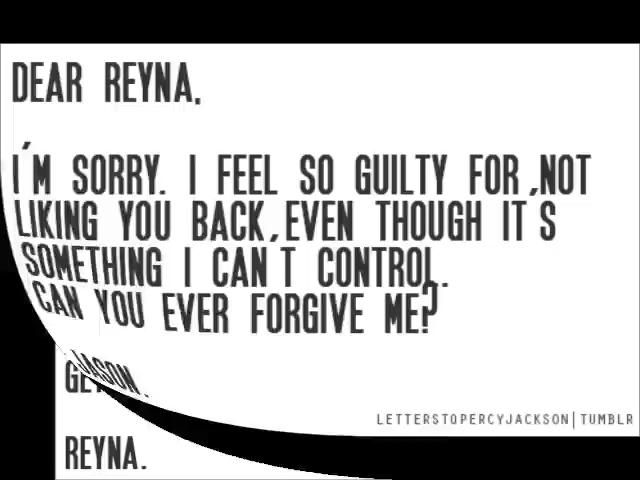 DEAR REYNA,
I'M SORRY. I FEEL SO GUILTY FOR ,NOT
LIKING YOU BACK,EVEN THOUGH IT S
SOMETHING I CAN T CONTROL.
CAN YOU EVER FORGIVE ME?
JASON.
LETTERSTOPERCYJACKSON|TUMBLR
REYNA.